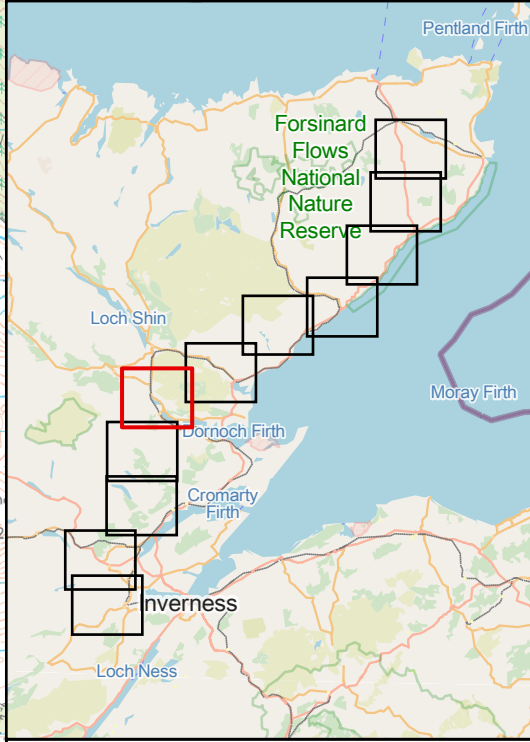 Pentland Firth
Forsinard
Flows
National
Nature
Reserve
Loch Shin
Moray Firth
Dornoch Firth
Cromarty
Firth
Inverness
Loch Ness